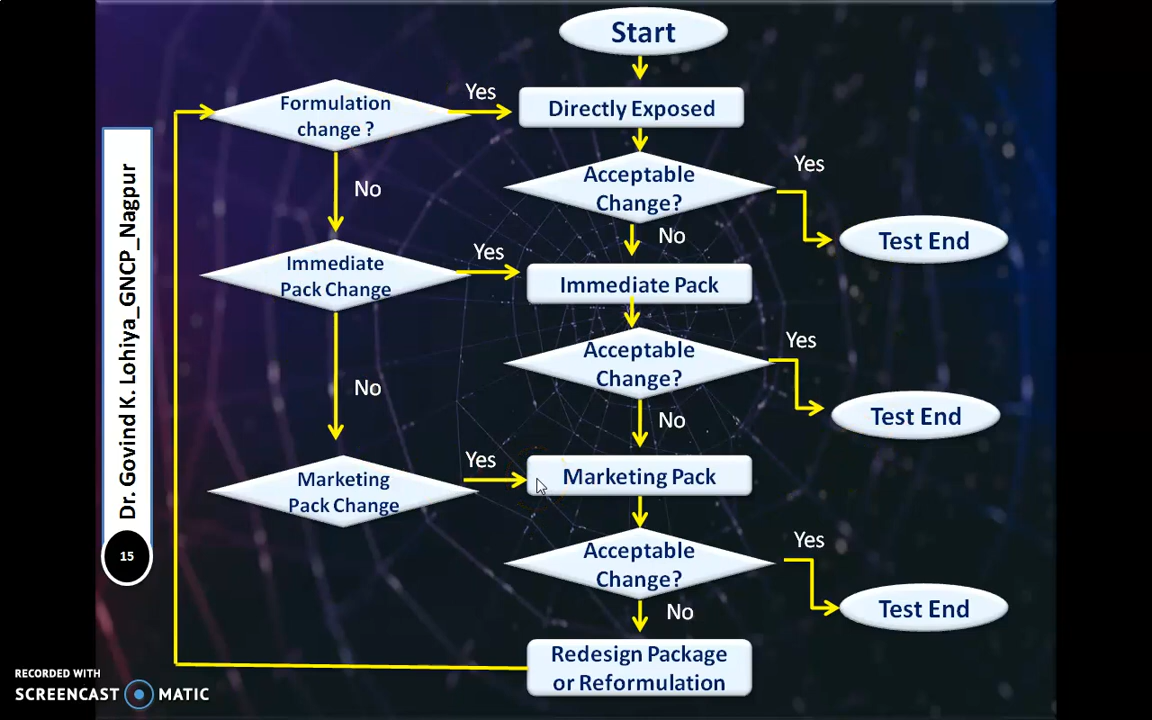 Start
Formulation
change ?
Yes
Directly Exposed
Acceptable
Change?
Yes
No
No
Test End
Immediate
Pack Change
Yes
Immediate Pack
Acceptable
Change?
Yes
No
No
Test End
Marketing
Pack Change
Yes
Marketing Pack
Acceptable
Change?
Yes
No
Test End
Redesign Package
or Reformulation
Dr. Govind K. Lohiya_GNCP_Nagpur
15
RECORDED WITH
SCREENCAST MATIC